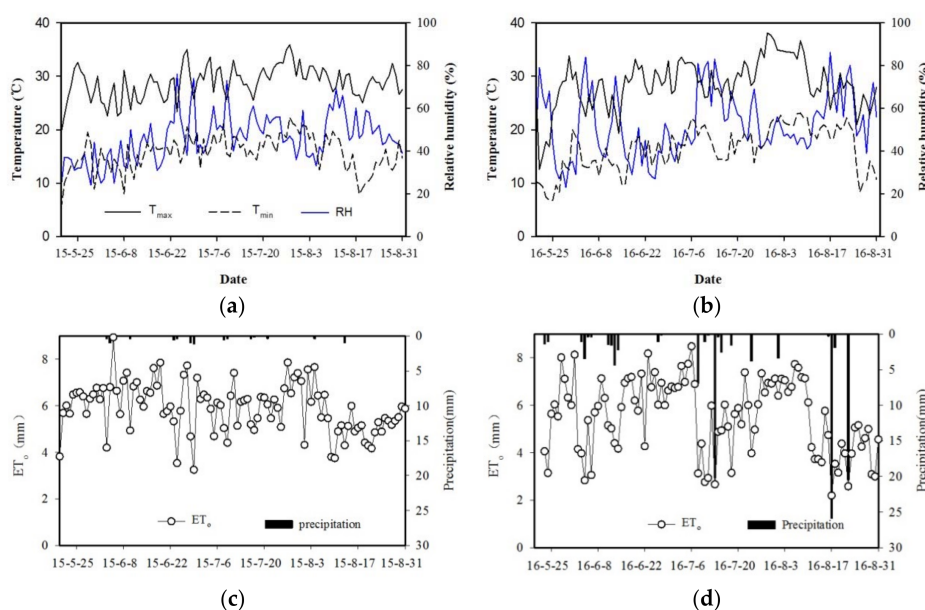 40
30
20
10
0
Temperature (℃)
100
80
60
40
20
0
Relative humidity (%)
T max
T min
RH
15-5-25 15-6-8 15-6-22 15-7-6 15-7-20 15-8-3 15-8-17 15-8-31
Date
(a)
40
30
20
10
0
Temperature (℃)
100
80
60
40
20
0
Relative humidity (%)
16-5-25 16-6-8 16-6-22 16-7-6 16-7-20 16-8-3 16-8-17 16-8-31
Date
(b)
8
6
4
2
0
ETo (mm)
0
5
10
15
20
25
30
Precipitation(mm)
ETo
precipitation
15-5-25 15-6-8 15-6-22 15-7-6 15-7-20 15-8-3 15-8-17 15-8-31
(c)
8
6
4
2
0
ETo (mm)
0
5
10
15
20
25
30
Precipitation(mm)
ETo
Precipitation
16-5-25 16-6-8 16-6-22 16-7-6 16-7-20 16-8-3 16-8-17 16-8-31
(d)